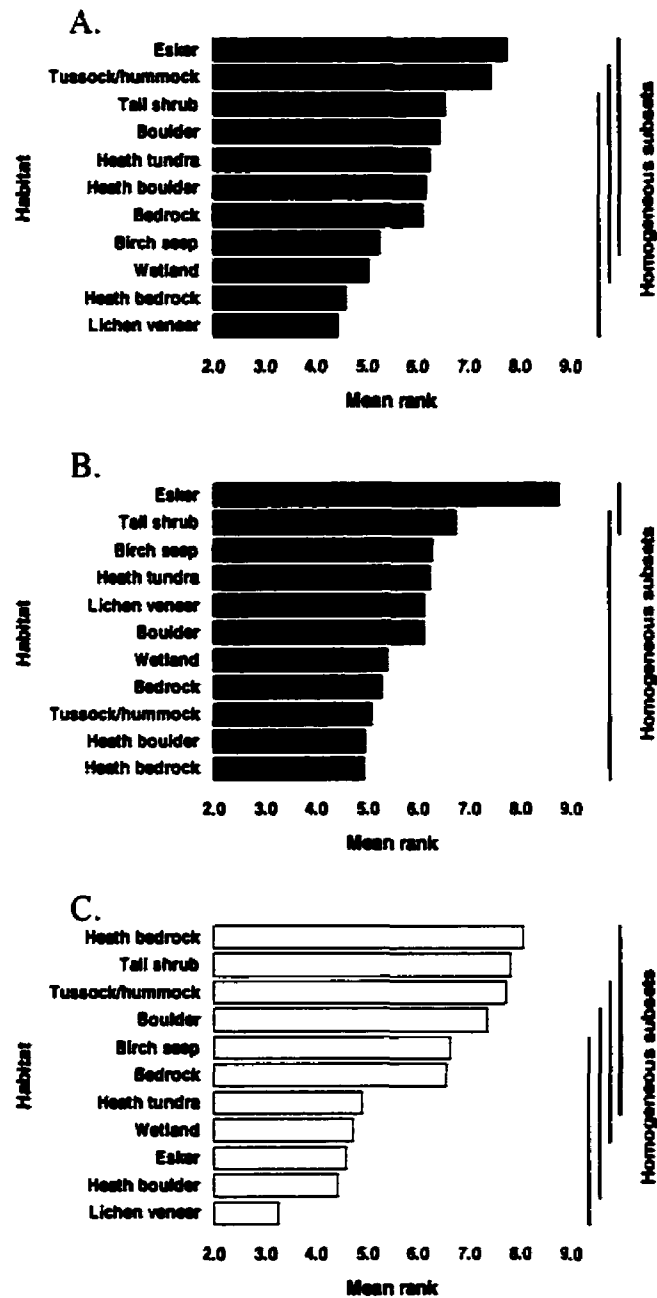 A.
Esker
Tussock/hummock
Tall shrub
Boulder
Heath tundra
Heath boulder
Bedrock
Birch seep
Wetland
Heath bedrock
Lichen veneer
Habitat
2.0 3.0 4.0 5.0 6.0 7.0 8.0 9.0
Mean rank
Homogeneous subsets
B.
Esker
Tall shrub
Birch seep
Heath tundra
Lichen veneer
Boulder
Wetland
Bedrock
Tussock/hummock
Heath boulder
Heath bedrock
Habitat
2.0 3.0 4.0 5.0 6.0 7.0 8.0 9.0
Mean rank
Homogeneous subsets
C.
Heath bedrock
Tall shrub
Tussock/hummock
Boulder
Birch seep
Bedrock
Heath tundra
Wetland
Esker
Heath boulder
Lichen veneer
Habitat
2.0 3.0 4.0 5.0 6.0 7.0 8.0 9.0
Mean rank
Homogeneous subsets